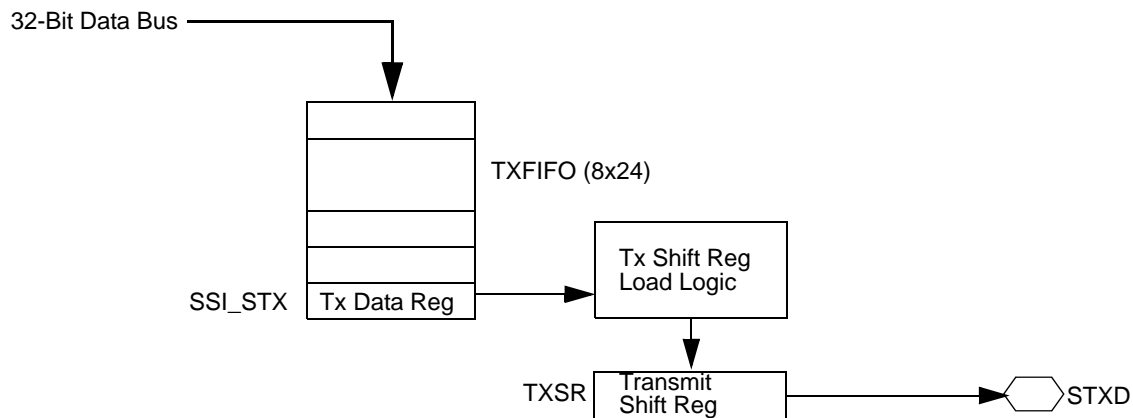 32-Bit Data Bus
TXFIFO (8x24)
Tx Shift Reg
Load Logic
SSI_STX
Tx Data Reg
TXSR
Transmit
Shift Reg
STXD